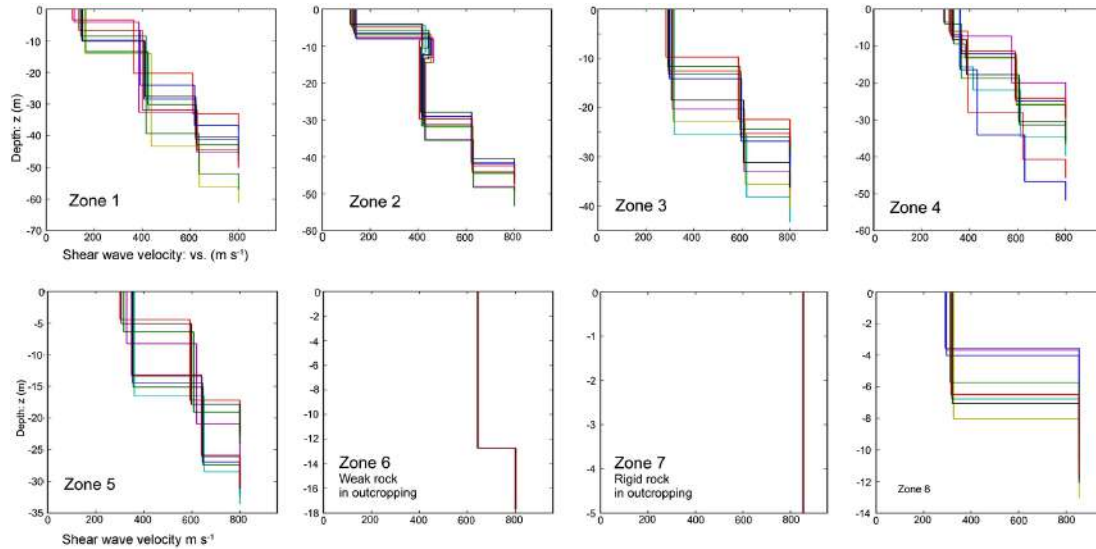 0
-10
-20
-30
-40
-50
-60
-70
Depth: z (m)
Zone 1
0 200 400 600 800
Shear wave velocity: vs. (m s⁻¹)
0
-10
-20
-30
-40
-50
-60
Zone 2
0 200 400 600 800
0
-10
-20
-30
-40
Zone 3
0 200 400 600 800
0
-10
-20
-30
-40
-50
-60
Zone 4
0 200 400 600 800
0
-5
-10
-15
-20
-25
-30
-35
Depth: z (m)
Zone 5
0 200 400 600 800
Shear wave velocity m s⁻¹
0
-2
-4
-6
-8
-10
-12
-14
-16
-18
Zone 6
Weak rock
in outcropping
0 200 400 600 800
0
-1
-2
-3
-4
-5
Zone 7
Rigid rock
in outcropping
0 200 400 600 800
0
-2
-4
-6
-8
-10
-12
-14
Zone 8
0 200 400 600 800